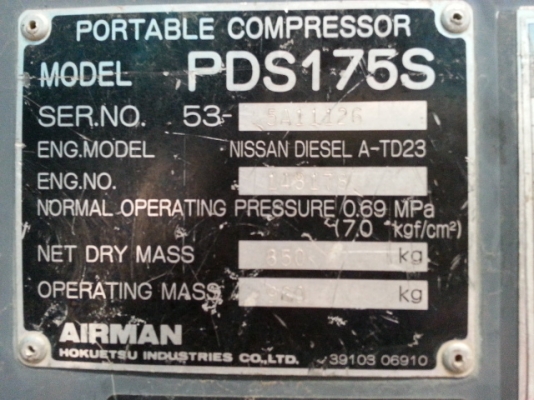 PORTABLE COMPRESSOR
MODEL PDS175S
SER.NO. 53-
ENG.MODEL NISSAN DIESEL A-TD23
ENG.NO.
NORMAL OPERATING PRESSURE 0.69 MPa
(7.0 kgf/cm²)
NET DRY MASS kg
OPERATING MASS kg
AIRMAN
HOKUETSU INDUSTRIES CO.,LTD. 39103 06910